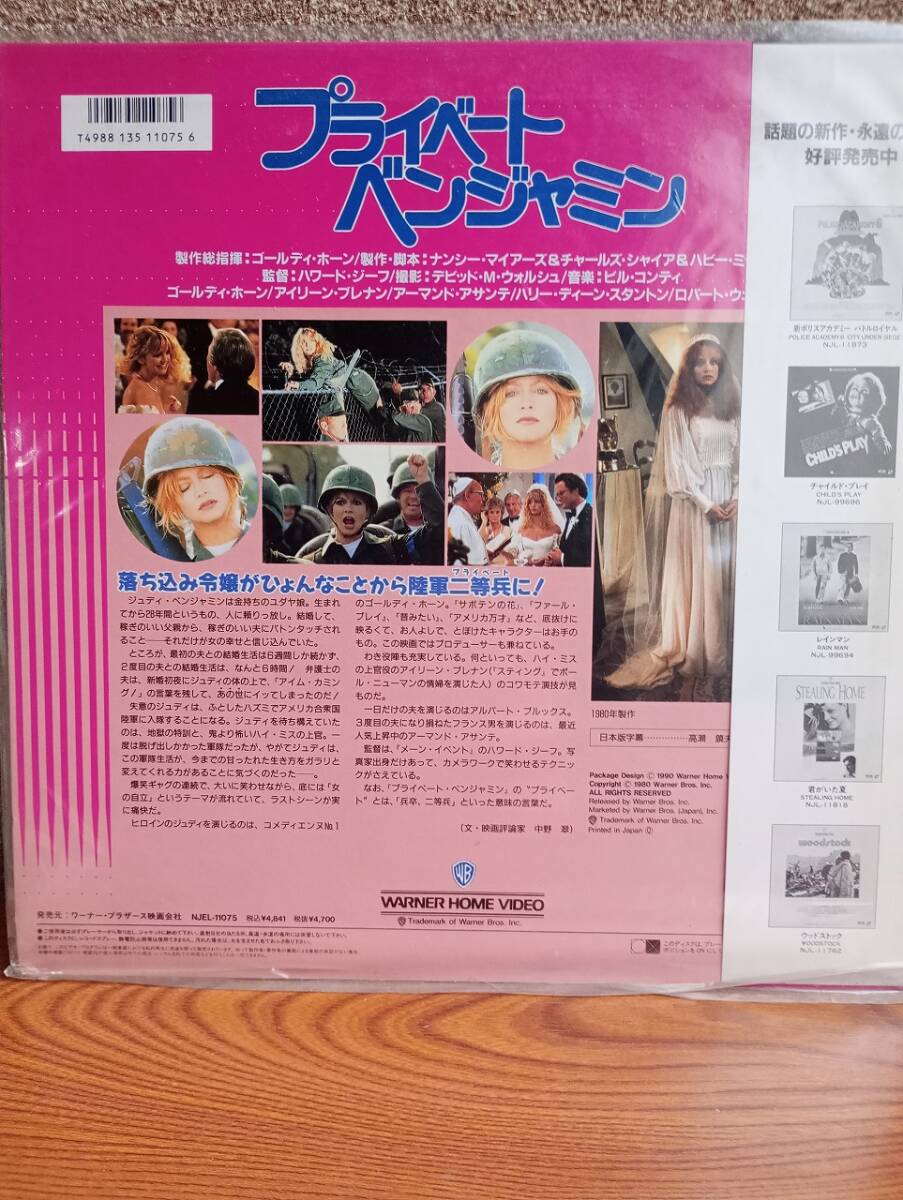 T4988 135 11075 6
プライベート
ベンジャミン
製作総指揮:ゴールディ・ホーン/製作・脚本:ナンシー・マイアーズ&チャールズ・シャイア&ハビー・ミ
監督:ハワード・ジーフ/撮影:デビッド・M・ウォルシュ/音楽:ビル・コンティ
ゴールディ・ホーン/アイリーン・ブレナン/アーマンド・アサンテ/ハリー・ディーン・スタントン/ロバート・ウ
落ち込み令嬢がひょんなことから陸軍二等兵に!
プライベート
ジュディ・ベンジャミンは金持ちのユダヤ娘。生まれ
てから28年間というもの、人に頼りっ放し。結婚して、
稼ぎのいい父親から、稼ぎのいい夫にバトンタッチされ
ること――それだけが女の幸せと信じ込んでいた。
ところが、最初の夫との結婚生活は6週間しか続かず、
2度目の夫との結婚生活は、なんと6時間! 弁護士の
夫は、新婚初夜にジュディの体の上で、「アイム・カミン
グ!」の言葉を残して、あの世にイッてしまったのだ!
失意のジュディは、ふとしたハズミでアメリカ合衆国
陸軍に入隊することになる。ジュディを待ち構えていた
のは、地獄の特訓と、鬼より怖いハイ・ミスの上官。一
度は脱け出しかかった軍隊だったが、やがてジュディは、
この軍隊生活が、今までの甘ったれた生き方をガラリと
変えてくれる力があることに気づくのだった――。
爆笑ギャグの連続で、大いに笑わせながら、底には「女
の自立」というテーマが流れていて、ラストシーンが実
に痛快だ。
ヒロインのジュディを演じるのは、コメディエンヌNo.1
のゴールディ・ホーン。「サボテンの花」、「ファール・
プレイ」、「昔みたい」、「アメリカ万才」など、底抜けに
映るくて、お人よしで、とぼけたキャラクターはお手の
もの。この映画ではプロデューサーも兼ねている。
わき役陣も充実している。何といっても、ハイ・ミス
の上官役のアイリーン・ブレナン(「スティング」でポー
ル・ニューマンの情婦を演じた人)のコワモテ演技が見
ものだ。
一日だけの夫を演じるのはアルバート・ブルックス。
3度目の夫になり損ねたフランス男を演じるのは、最近
人気上昇中のアーマンド・アサンテ。
監督は、「メーン・イベント」のハワード・ジーフ。写
真家出身だけあって、カメラワークで笑わせるテクニッ
クがさえている。
なお、「プライベート・ベンジャミン」の“プライベー
ト”とは、「兵卒、二等兵」といった意味の言葉だ。
(文・映画評論家 中野 翠)
1980年製作
日本版字幕…………高瀬 鎮夫
Package Design © 1990 Warner Home V
Copyright © 1980 Warner Bros.
ALL RIGHTS RESERVED
Released by Warner Bros.
Marketed by Warner Bros. (Japan), Inc.
Trademark of Warner Bros. Inc.
Printed in Japan
WB
WARNER HOME VIDEO
Trademark of Warner Bros. Inc.
発売元:ワーナー・ブラザース映画会社 NJEL-11075 税込¥4,841 税抜¥4,700
このディスクは、プレー
ポジションをONにして
話題の新作・永遠の
好評発売中
新ポリスアカデミー バトルロイヤル
POLICE ACADEMY 6 CITY UNDER SIEGE
NJL-11873
CHILD'S PLAY
チャイルド・プレイ
CHILD'S PLAY
NJL-99696
レインマン
RAIN MAN
NJL-99694
STEALING HOME
君がいた夏
STEALING HOME
NJL-11818
woodstock
ウッドストック
WOODSTOCK
NJL-11762